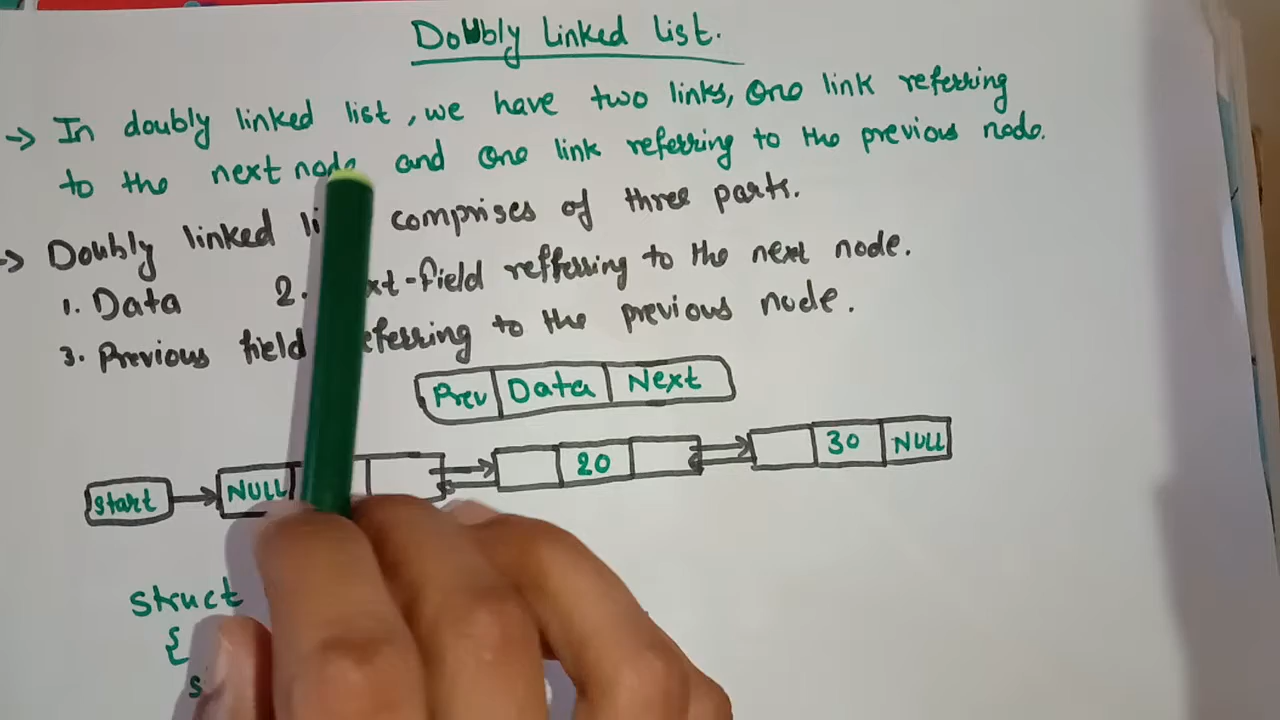 Doubly Linked List.
→ In doubly linked list, we have two links, One link referring
to the next node and One link referring to the previous node.
→ Doubly linked comprises of three parts.
1. Data 2. -field reffering to the next node.
3. Previous field referring to the previous node.
Prev Data Next
Start NULL 20 30 NULL
struct
{
s